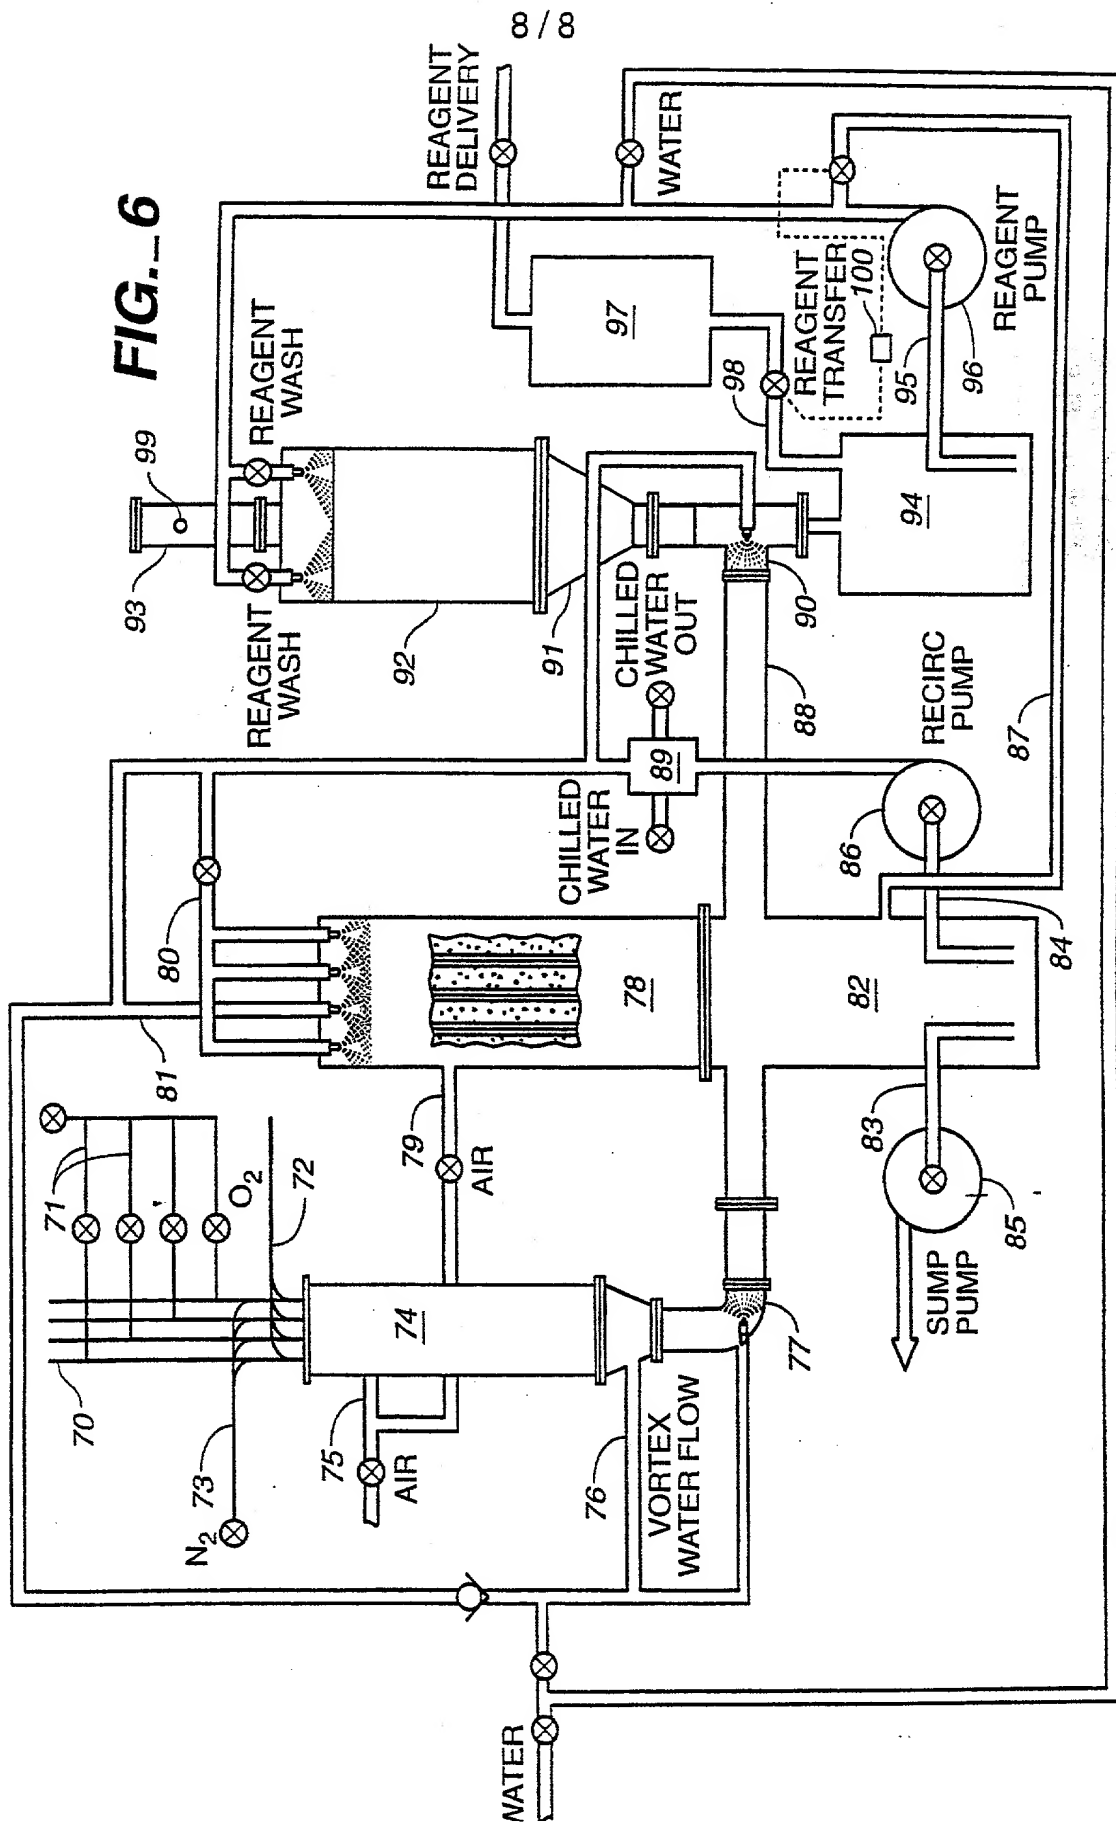 8 / 8
FIG._6
70
71
O2
72
73
N2
74
75
AIR
76
VORTEX
WATER FLOW
77
WATER
81
80
79
AIR
78
82
83
84
85
SUMP
PUMP
86
RECIRC
PUMP
87
88
CHILLED
WATER
IN
89
CHILLED
WATER
OUT
90
91
92
93
99
REAGENT
WASH
REAGENT
WASH
REAGENT
DELIVERY
97
98
WATER
REAGENT
TRANSFER
100
94
95
96
REAGENT
PUMP